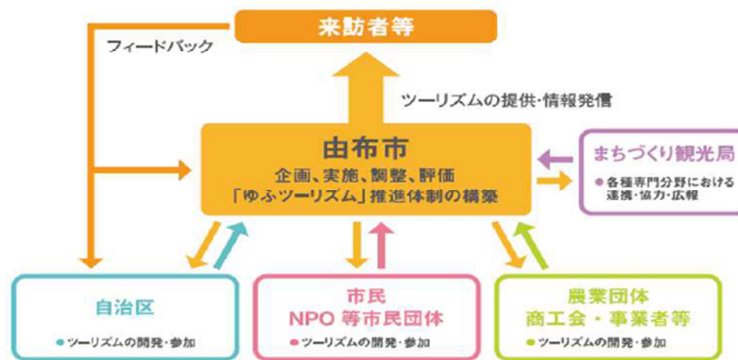 来訪者等
フィードバック
ツーリズムの提供・情報発信
由布市
企画、実施、調整、評価
「ゆふツーリズム」推進体制の構築
まちづくり観光局
●各種専門分野における
連携・協力・広報
自治区
●ツーリズムの開発・参加
市民
NPO 等市民団体
●ツーリズムの開発・参加
農業団体
商工会・事業者等
●ツーリズムの開発・参加